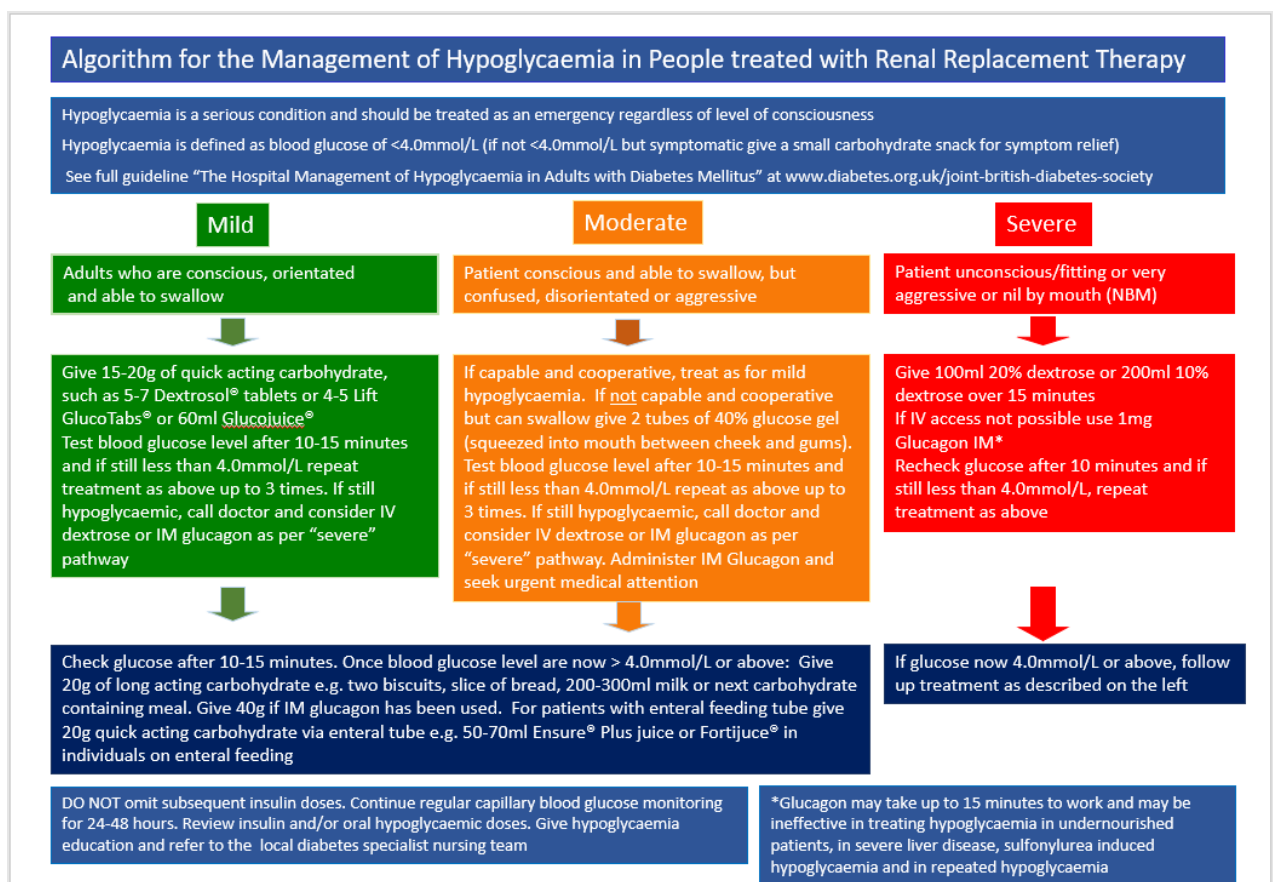 Algorithm for the Management of Hypoglycaemia in People treated with Renal Replacement Therapy
Hypoglycaemia is a serious condition and should be treated as an emergency regardless of level of consciousness
Hypoglycaemia is defined as blood glucose of <4.0mmol/L (if not <4.0mmol/L but symptomatic give a small carbohydrate snack for symptom relief)
See full guideline “The Hospital Management of Hypoglycaemia in Adults with Diabetes Mellitus” at www.diabetes.org.uk/joint-british-diabetes-society
Mild
Adults who are conscious, orientated
and able to swallow
Give 15-20g of quick acting carbohydrate,
such as 5-7 Dextrosol® tablets or 4-5 Lift
GlucoTabs® or 60ml Glucojuice®
Test blood glucose level after 10-15 minutes
and if still less than 4.0mmol/L repeat
treatment as above up to 3 times. If still
hypoglycaemic, call doctor and consider IV
dextrose or IM glucagon as per “severe”
pathway
Moderate
Patient conscious and able to swallow, but
confused, disorientated or aggressive
If capable and cooperative, treat as for mild
hypoglycaemia. If not capable and cooperative
but can swallow give 2 tubes of 40% glucose gel
(squeezed into mouth between cheek and gums).
Test blood glucose level after 10-15 minutes and
if still less than 4.0mmol/L repeat as above up to
3 times. If still hypoglycaemic, call doctor and
consider IV dextrose or IM glucagon as per
“severe” pathway. Administer IM Glucagon and
seek urgent medical attention
Severe
Patient unconscious/fitting or very
aggressive or nil by mouth (NBM)
Give 100ml 20% dextrose or 200ml 10%
dextrose over 15 minutes
If IV access not possible use 1mg
Glucagon IM*
Recheck glucose after 10 minutes and if
still less than 4.0mmol/L, repeat
treatment as above
Check glucose after 10-15 minutes. Once blood glucose level are now > 4.0mmol/L or above: Give
20g of long acting carbohydrate e.g. two biscuits, slice of bread, 200-300ml milk or next carbohydrate
containing meal. Give 40g if IM glucagon has been used. For patients with enteral feeding tube give
20g quick acting carbohydrate via enteral tube e.g. 50-70ml Ensure® Plus juice or Fortijuce® in
individuals on enteral feeding
If glucose now 4.0mmol/L or above, follow
up treatment as described on the left
DO NOT omit subsequent insulin doses. Continue regular capillary blood glucose monitoring
for 24-48 hours. Review insulin and/or oral hypoglycaemic doses. Give hypoglycaemia
education and refer to the local diabetes specialist nursing team
*Glucagon may take up to 15 minutes to work and may be
ineffective in treating hypoglycaemia in undernourished
patients, in severe liver disease, sulfonylurea induced
hypoglycaemia and in repeated hypoglycaemia